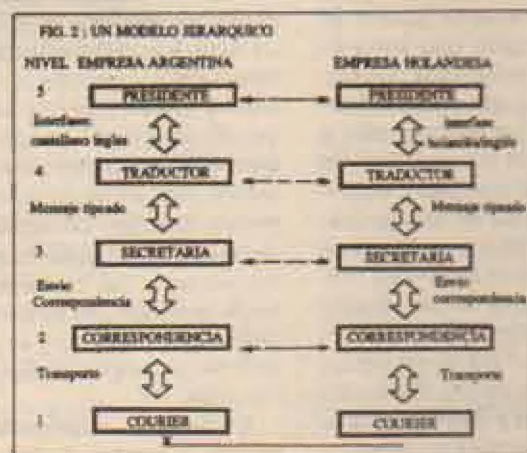 FIG. 2 : UN MODELO JERARQUICO
NIVEL EMPRESA ARGENTINA EMPRESA HOLANDESA
5 PRESIDENTE PRESIDENTE
Interfase: interfase
castellano ingles holandés/inglés
4 TRADUCTOR TRADUCTOR
Mensaje tipeado Mensaje tipeado
3 SECRETARIA SECRETARIA
Envío Envío
Correspondencia correspondencia
2 CORRESPONDENCIA CORRESPONDENCIA
Transporte Transporte
1 COURIER COURIER